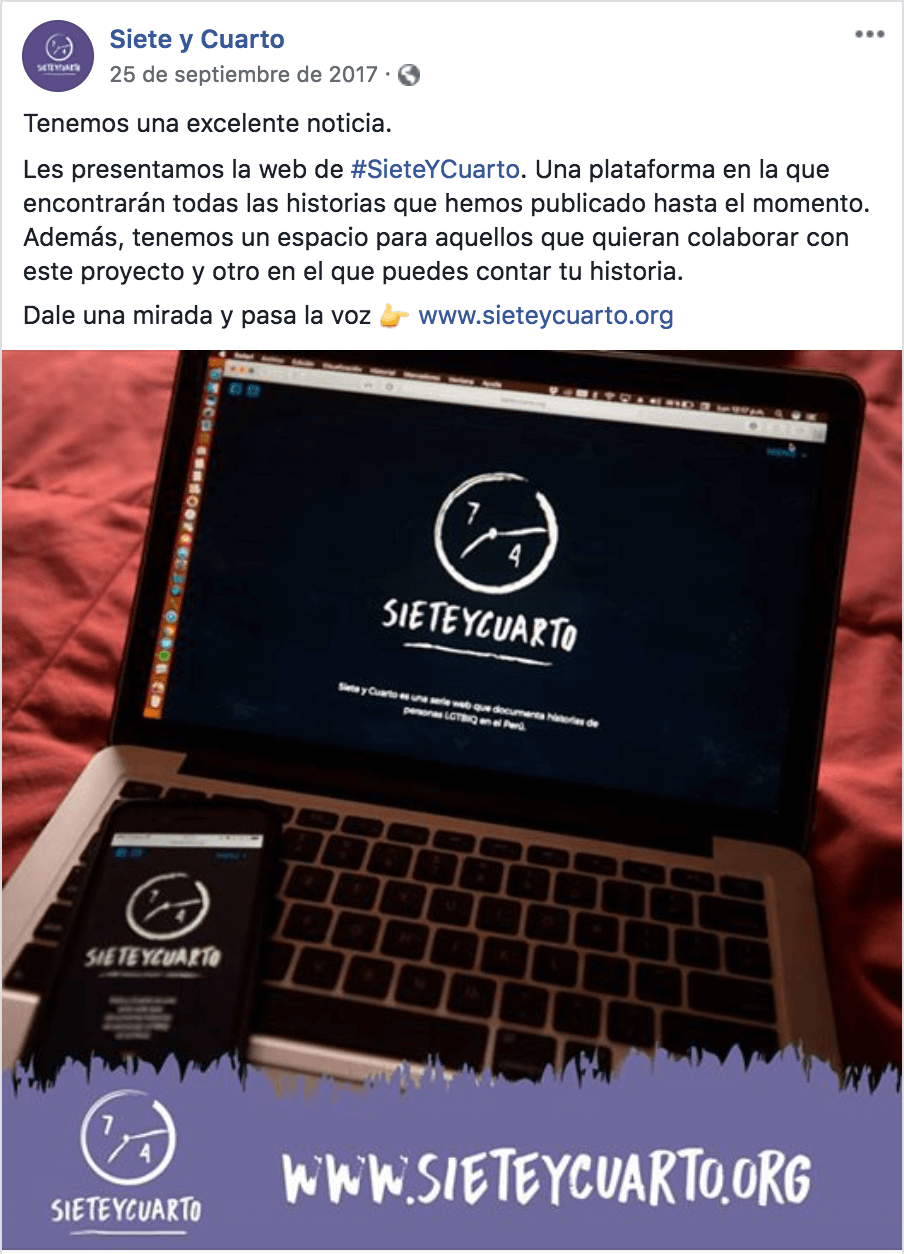 SIETEYCUARTO
Siete y Cuarto
25 de septiembre de 2017 ·
Tenemos una excelente noticia.
Les presentamos la web de #SieteYCuarto. Una plataforma en la que
encontrarán todas las historias que hemos publicado hasta el momento.
Además, tenemos un espacio para aquellos que quieran colaborar con
este proyecto y otro en el que puedes contar tu historia.
Dale una mirada y pasa la voz 👉 www.sieteycuarto.org
7
4
SIETEYCUARTO
Siete y Cuarto es una serie web que documenta historias de
personas LGTBIQ en el Perú.
7
4
SIETEYCUARTO
7
4
SIETEYCUARTO
WWW.SIETEYCUARTO.ORG